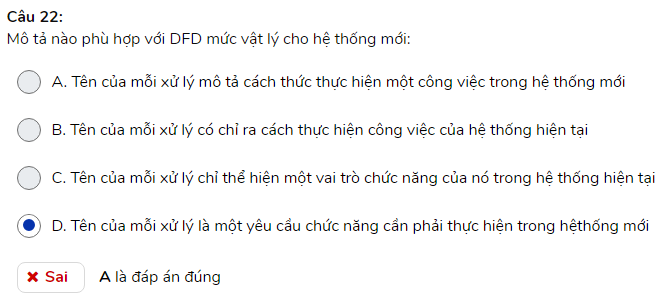 Câu 22:
Mô tả nào phù hợp với DFD mức vật lý cho hệ thống mới:
A. Tên của mỗi xử lý mô tả cách thức thực hiện một công việc trong hệ thống mới
B. Tên của mỗi xử lý có chỉ ra cách thực hiện công việc của hệ thống hiện tại
C. Tên của mỗi xử lý chỉ thể hiện một vai trò chức năng của nó trong hệ thống hiện tại
D. Tên của mỗi xử lý là một yêu cầu chức năng cần phải thực hiện trong hệthống mới
✖ Sai A là đáp án đúng